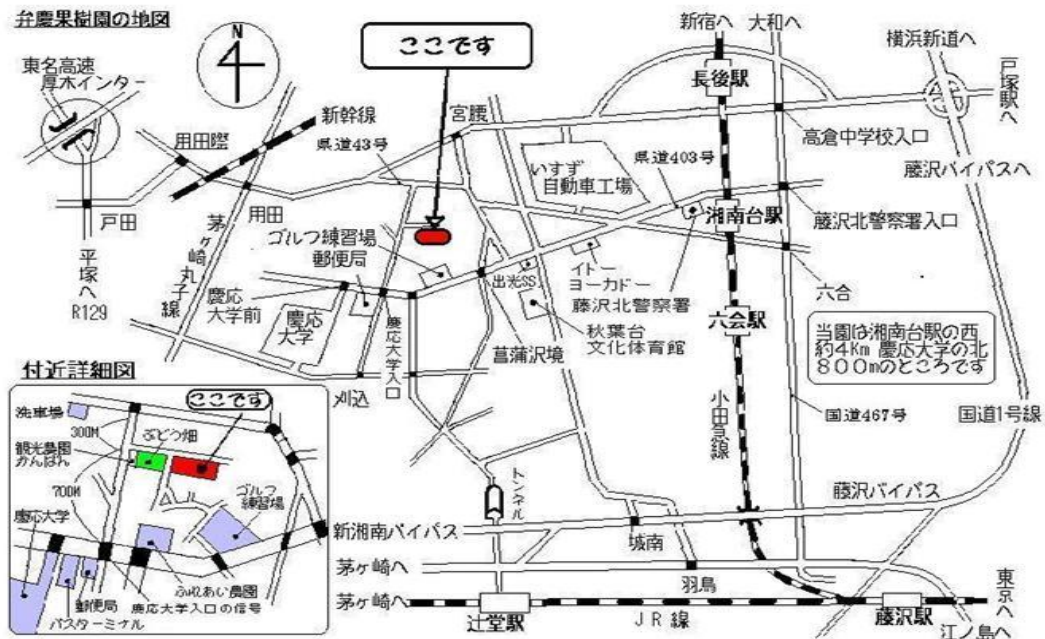 弁慶果樹園の地図
N
ここです
新宿へ
大和へ
横浜新道へ
戸塚駅へ
東名高速
厚木インター
長後駅
新幹線
宮腰
用田際
県道43号
高倉中学校入口
いすず
自動車工場
県道403号
藤沢バイパスへ
戸田
用田
茅ヶ崎丸子線
ゴルフ練習場
郵便局
湘南台駅
藤沢北警察署入口
平塚へ
R129
慶応
大学前
慶応
大学
慶応大学入口
出光SS
イトー
ヨーカドー
藤沢北警察署
秋葉台
文化体育館
菖蒲沢境
六合
六会駅
当園は湘南台駅の西
約4Km 慶応大学の北
800mのところです
刈込
小田急線
国道467号
国道1号線
トンネル
藤沢バイパス
新湘南バイパス
城南
茅ヶ崎へ
羽鳥
茅ヶ崎へ
辻堂駅
JR線
藤沢駅
東京へ
江ノ島へ
付近詳細図
ここです
洗車場
300M
ぶどう畑
観光農園
かんばん
700M
ゴルフ
練習場
慶応大学
ふれあい農園
郵便局
慶応大学入口の信号
バスターミナル